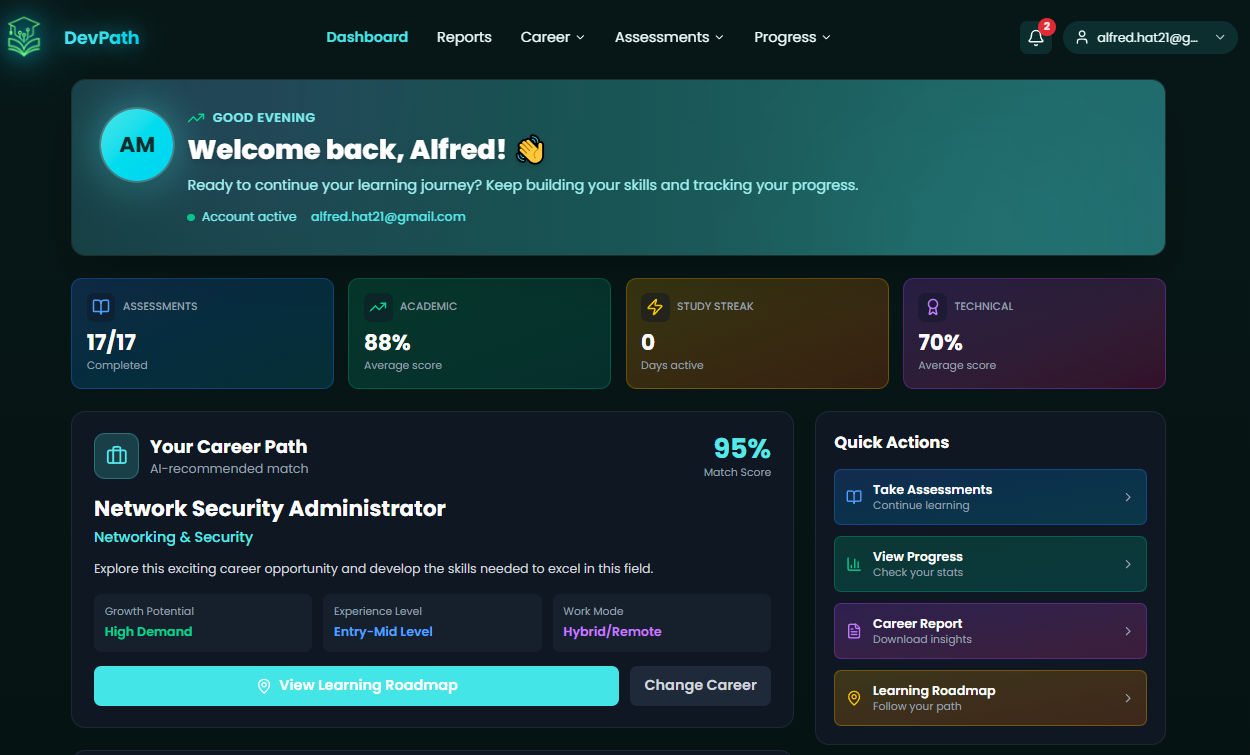 DevPath
Dashboard Reports Career Assessments Progress
2
alfred.hat21@g...
AM
GOOD EVENING
Welcome back, Alfred! 👋
Ready to continue your learning journey? Keep building your skills and tracking your progress.
Account active alfred.hat21@gmail.com
ASSESSMENTS
17/17
Completed
ACADEMIC
88%
Average score
STUDY STREAK
0
Days active
TECHNICAL
70%
Average score
Your Career Path
AI-recommended match
95%
Match Score
Network Security Administrator
Networking & Security
Explore this exciting career opportunity and develop the skills needed to excel in this field.
Growth Potential
High Demand
Experience Level
Entry-Mid Level
Work Mode
Hybrid/Remote
View Learning Roadmap
Change Career
Quick Actions
Take Assessments
Continue learning
View Progress
Check your stats
Career Report
Download insights
Learning Roadmap
Follow your path